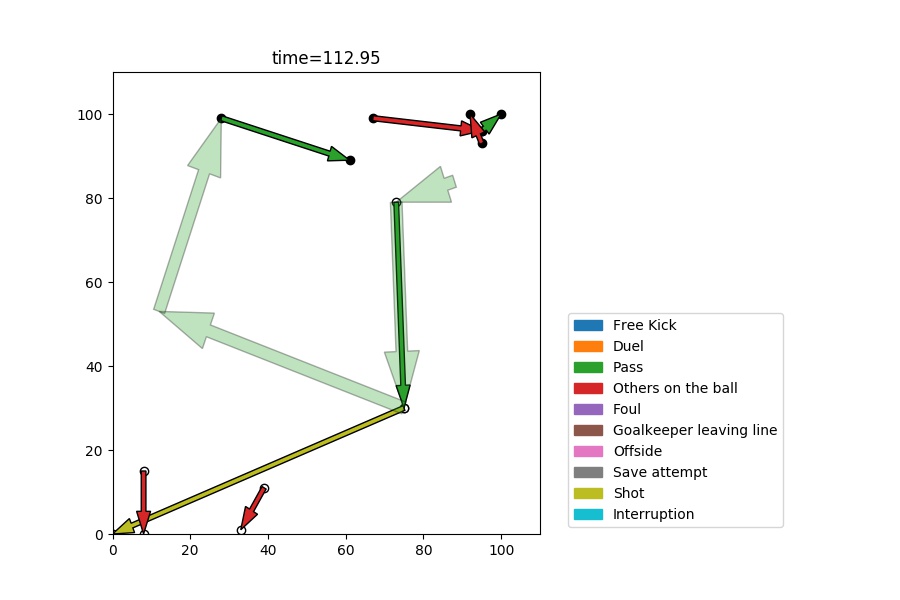 time=112.95
100
80
60
40
20
0
0
20
40
60
80
100
Free Kick
Duel
Pass
Others on the ball
Foul
Goalkeeper leaving line
Offside
Save attempt
Shot
Interruption